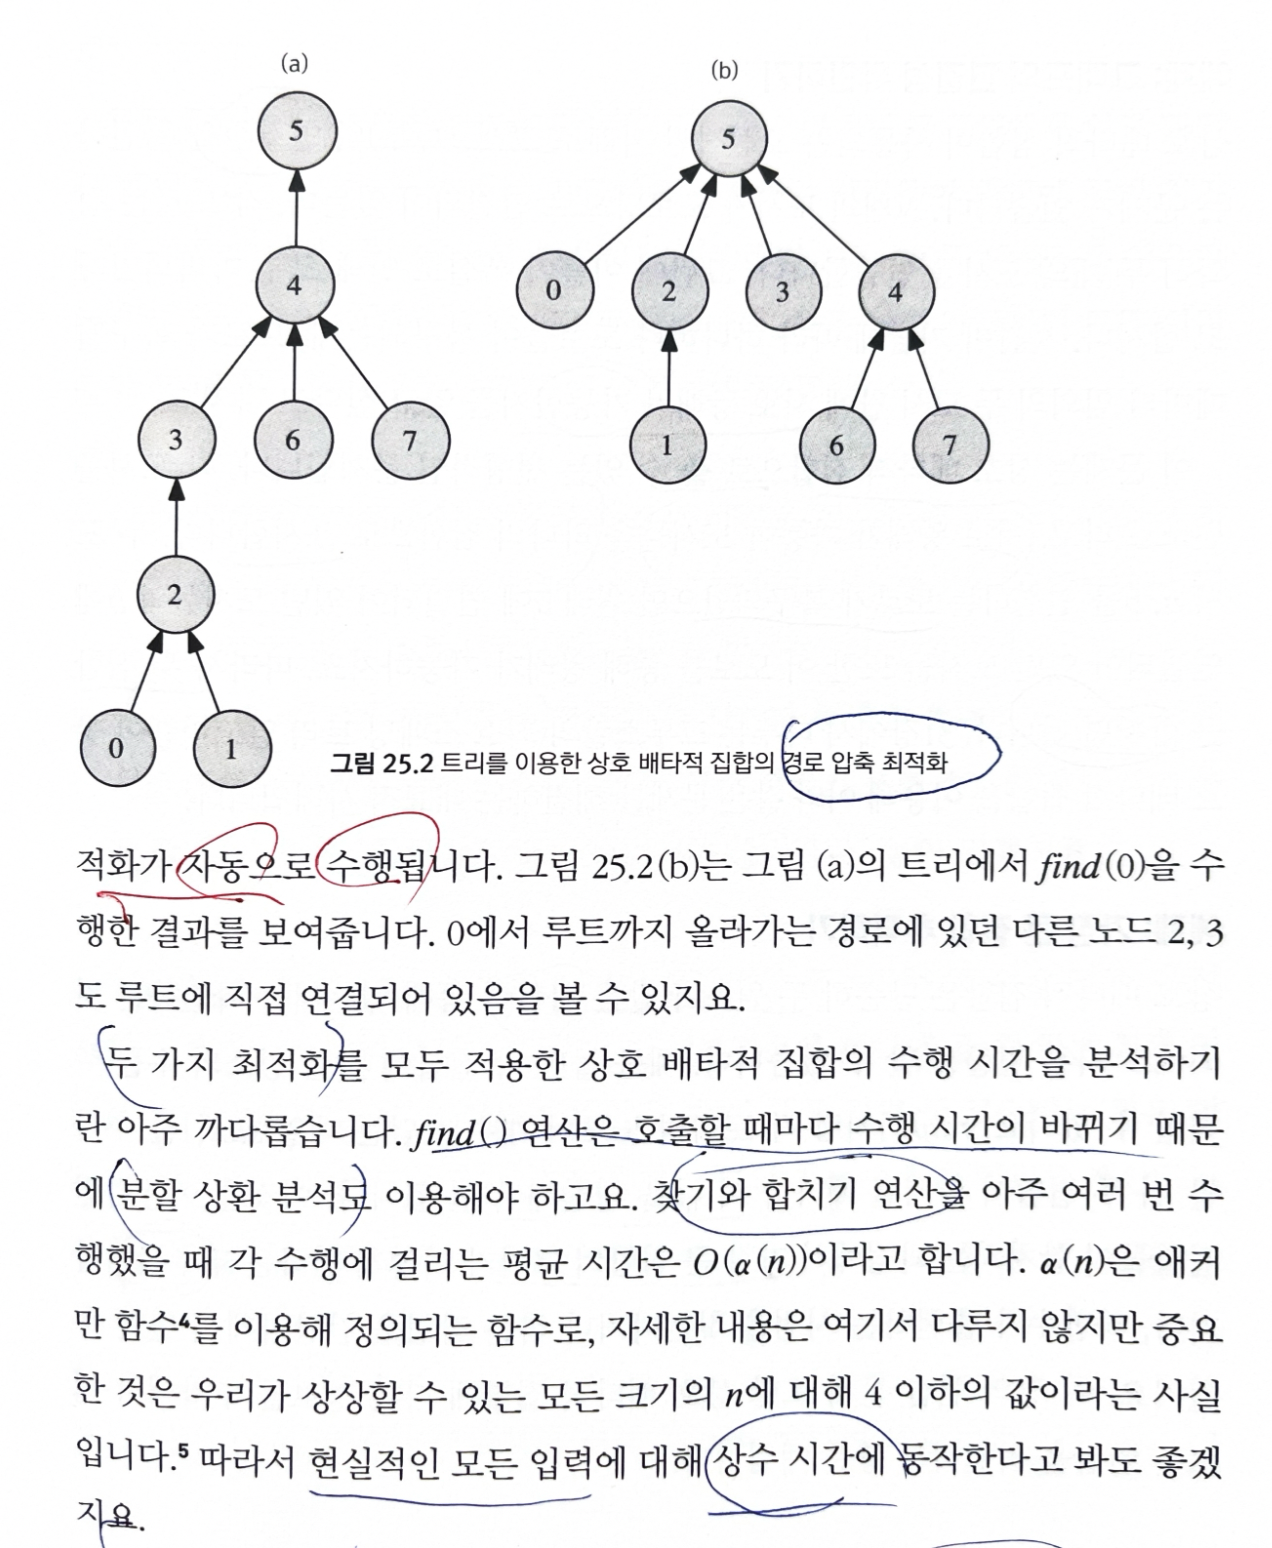 (a)
(b)
5
5
4
0
2
3
4
3
6
7
1
6
7
2
0
1
그림 25.2 트리를 이용한 상호 배타적 집합의 경로 압축 최적화
적화가 자동으로 수행됩니다. 그림 25.2(b)는 그림 (a)의 트리에서 find(0)을 수
행한 결과를 보여줍니다. 0에서 루트까지 올라가는 경로에 있던 다른 노드 2, 3
도 루트에 직접 연결되어 있음을 볼 수 있지요.
두 가지 최적화를 모두 적용한 상호 배타적 집합의 수행 시간을 분석하기
란 아주 까다롭습니다. find() 연산은 호출할 때마다 수행 시간이 바뀌기 때문
에 분할 상환 분석도 이용해야 하고요. 찾기와 합치기 연산을 아주 여러 번 수
행했을 때 각 수행에 걸리는 평균 시간은 O(α(n))이라고 합니다. α(n)은 애커
만 함수⁴를 이용해 정의되는 함수로, 자세한 내용은 여기서 다루지 않지만 중요
한 것은 우리가 상상할 수 있는 모든 크기의 n에 대해 4 이하의 값이라는 사실
입니다.⁵ 따라서 현실적인 모든 입력에 대해 상수 시간에 동작한다고 봐도 좋겠
지요.